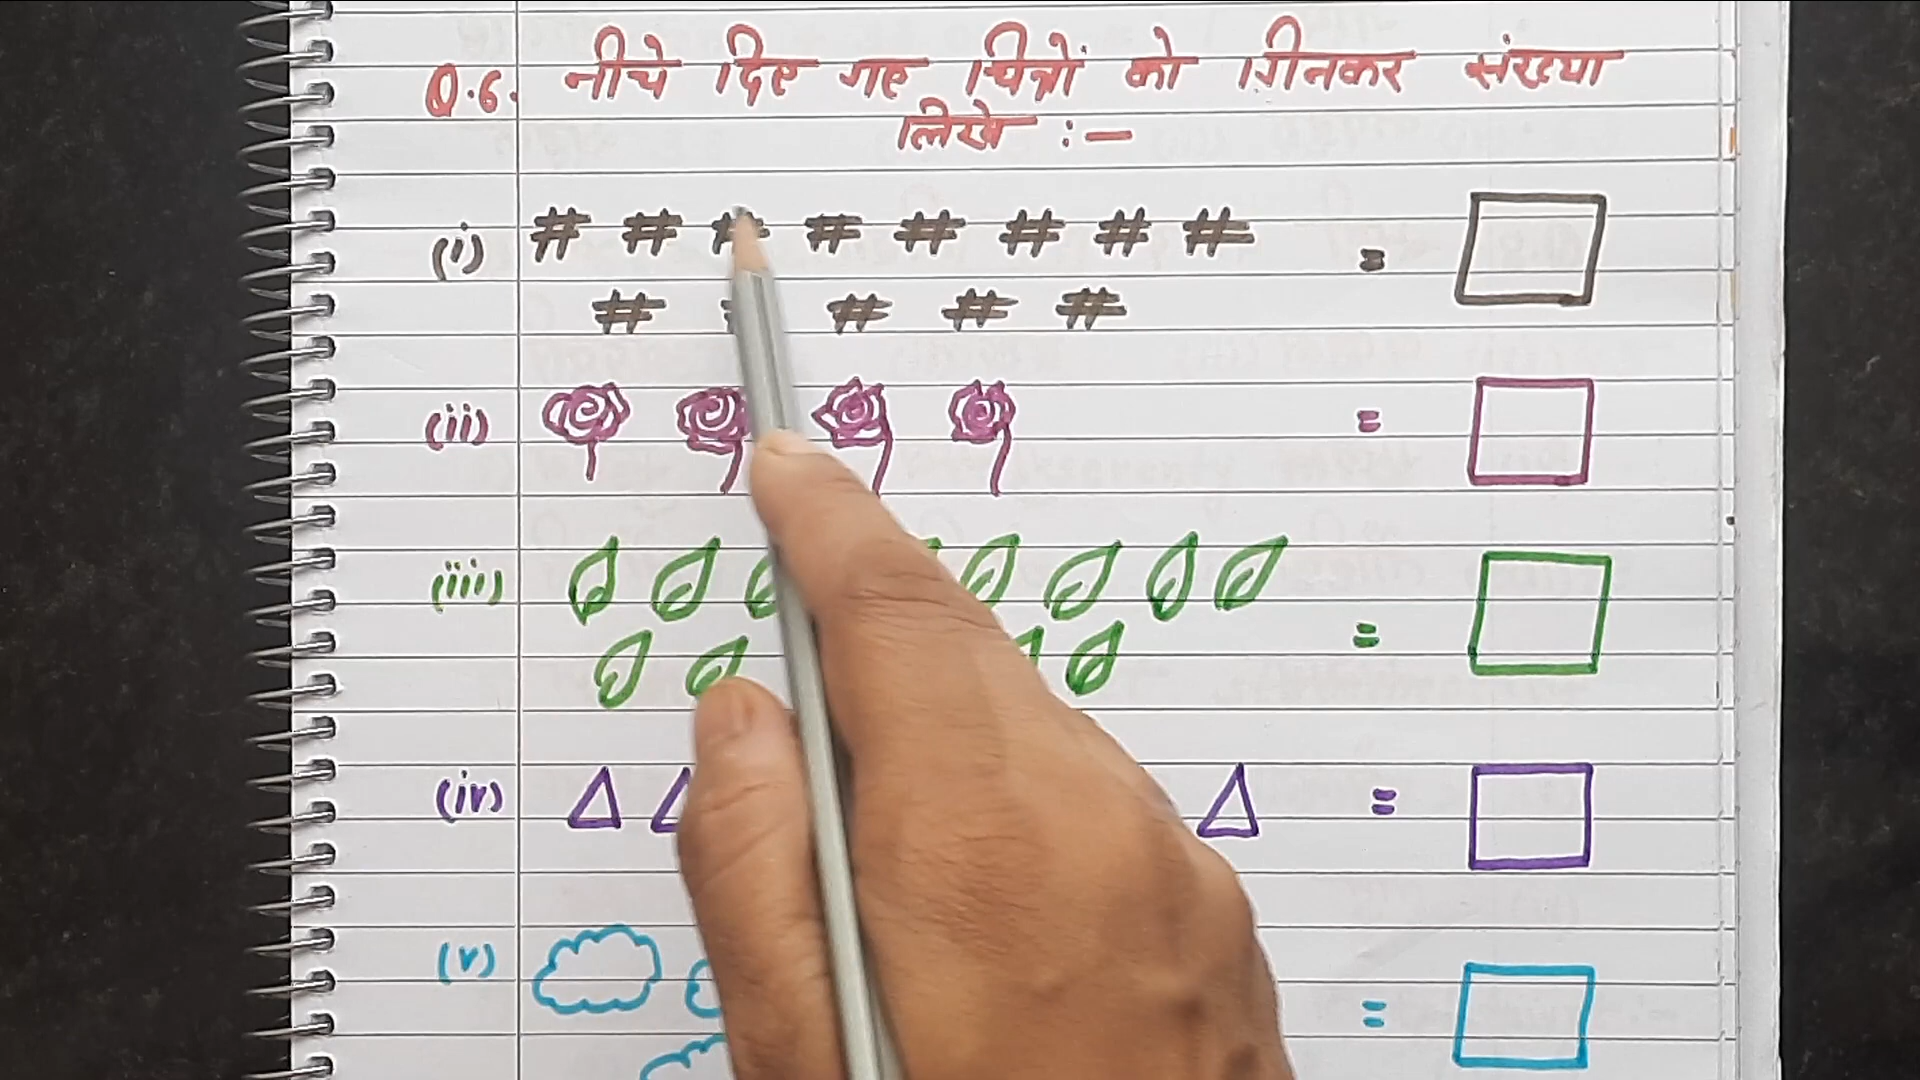 Q.6. नीचे दिए गए चित्रों को गिनकर संख्या
लिखे :—
(i) # # # # # # # # =
# # # # #
(ii) =
(iii) =
(iv) =
(v) =